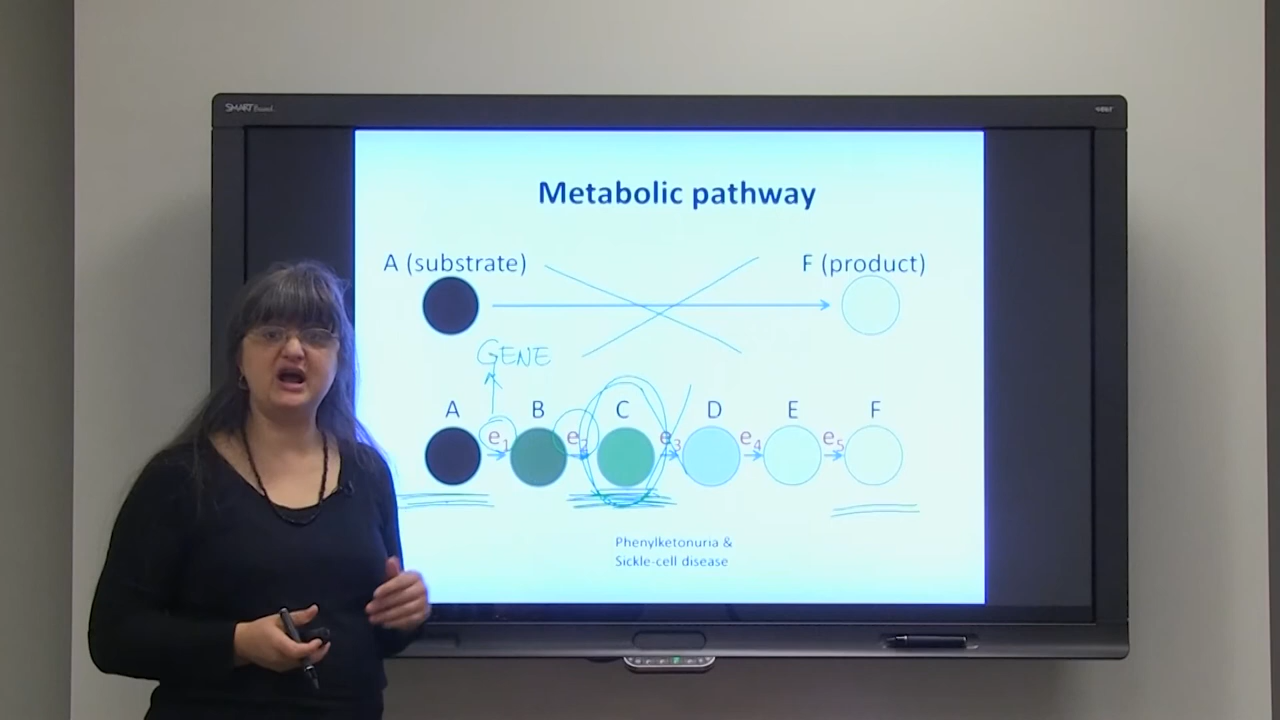 SMART Board
Metabolic pathway
A (substrate)
F (product)
GENE
A B C D E F
e1 e2 e3 e4 e5
Phenylketonuria &
Sickle-cell disease